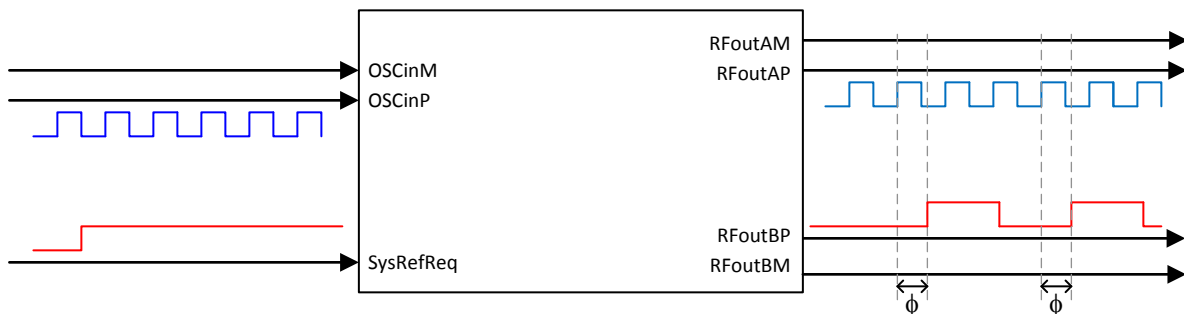 RFoutAM
OSCinM
RFoutAP
OSCinP
RFoutBP
SysRefReq
RFoutBM
ϕ ϕ